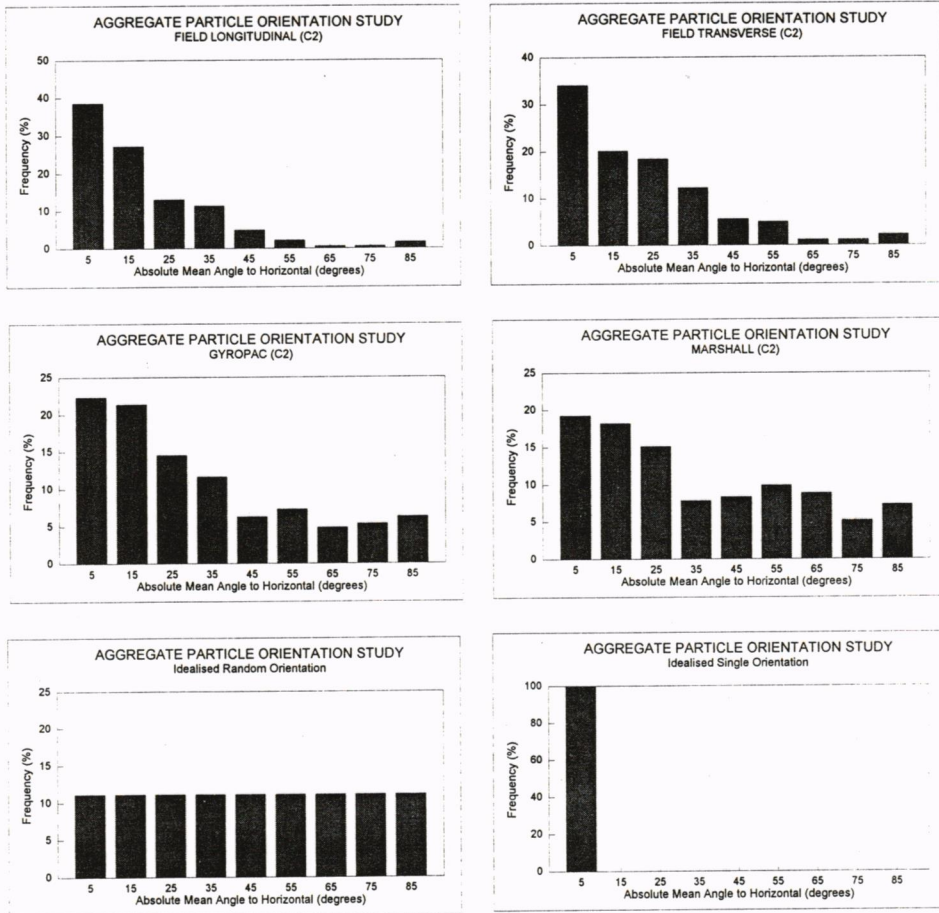 AGGREGATE PARTICLE ORIENTATION STUDY
FIELD LONGITUDINAL (C2)
50
40
30
20
10
0
Frequency (%)
5 15 25 35 45 55 65 75 85
Absolute Mean Angle to Horizontal (degrees)
AGGREGATE PARTICLE ORIENTATION STUDY
FIELD TRANSVERSE (C2)
40
30
20
10
0
Frequency (%)
5 15 25 35 45 55 65 75 85
Absolute Mean Angle to Horizontal (degrees)
AGGREGATE PARTICLE ORIENTATION STUDY
GYROPAC (C2)
25
20
15
10
5
0
Frequency (%)
5 15 25 35 45 55 65 75 85
Absolute Mean Angle to Horizontal (degrees)
AGGREGATE PARTICLE ORIENTATION STUDY
MARSHALL (C2)
25
20
15
10
5
0
Frequency (%)
5 15 25 35 45 55 65 75 85
Absolute Mean Angle to Horizontal (degrees)
AGGREGATE PARTICLE ORIENTATION STUDY
Idealised Random Orientation
25
20
15
10
5
0
Frequency (%)
5 15 25 35 45 55 65 75 85
Absolute Mean Angle to Horizontal (degrees)
AGGREGATE PARTICLE ORIENTATION STUDY
Idealised Single Orientation
100
80
60
40
20
0
Frequency (%)
5 15 25 35 45 55 65 75 85
Absolute Mean Angle to Horizontal (degrees)